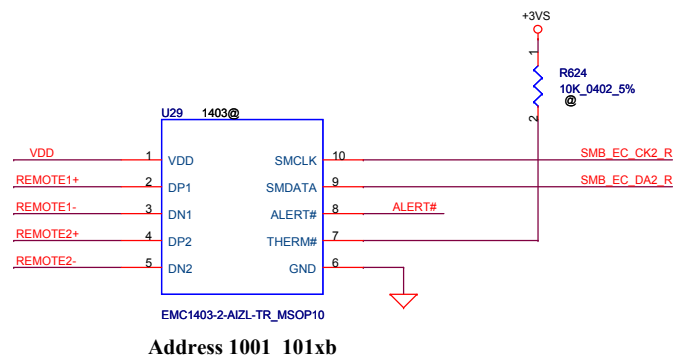 +3VS
1
R624
10K_0402_5%
@
2
U29 1403@
VDD 1 VDD SMCLK 10 SMB_EC_CK2_R
REMOTE1+ 2 DP1 SMDATA 9 SMB_EC_DA2_R
REMOTE1- 3 DN1 ALERT# 8 ALERT#
REMOTE2+ 4 DP2 THERM# 7
REMOTE2- 5 DN2 GND 6
EMC1403-2-AIZL-TR_MSOP10
Address 1001_101xb